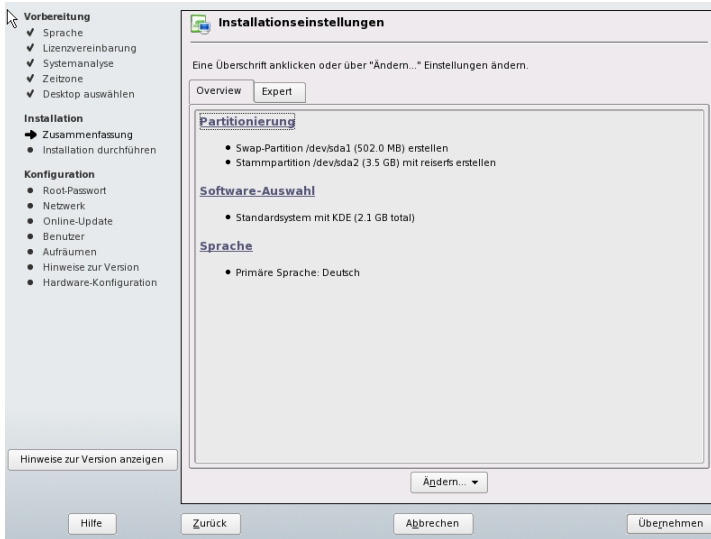 Vorbereitung
Sprache
Lizenzvereinbarung
Systemanalyse
Zeitzone
Desktop auswählen
Installation
Zusammenfassung
Installation durchführen
Konfiguration
Root-Passwort
Netzwerk
Online-Update
Benutzer
Aufräumen
Hinweise zur Version
Hardware-Konfiguration
Hinweise zur Version anzeigen
Installationseinstellungen
Eine Überschrift anklicken oder über "Ändern..." Einstellungen ändern.
Overview Expert
Partitionierung
Swap-Partition /dev/sda1 (502.0 MB) erstellen
Stammpartition /dev/sda2 (3.5 GB) mit reiserfs erstellen
Software-Auswahl
Standardsystem mit KDE (2.1 GB total)
Sprache
Primäre Sprache: Deutsch
Ändern...
Hilfe Zurück Abbrechen Übernehmen